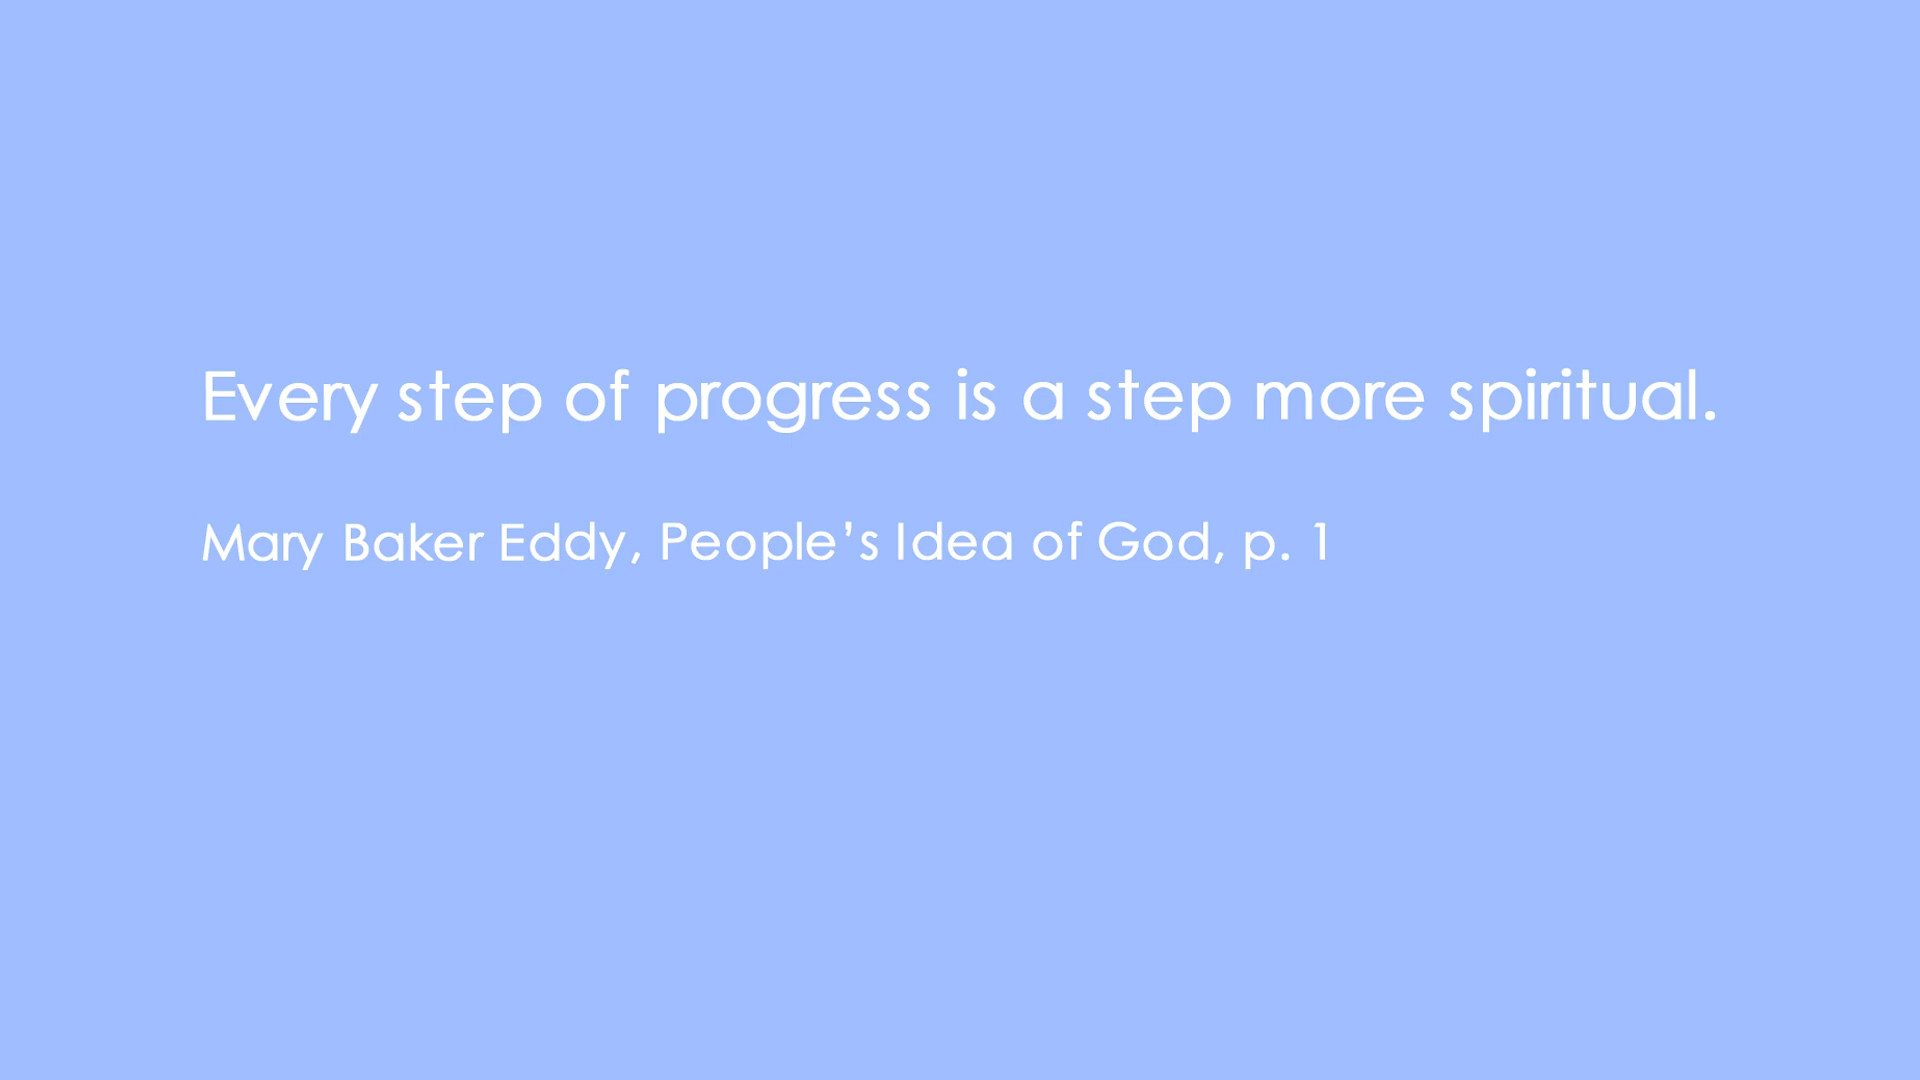 Every step of progress is a step more spiritual.
Mary Baker Eddy, People’s Idea of God, p. 1